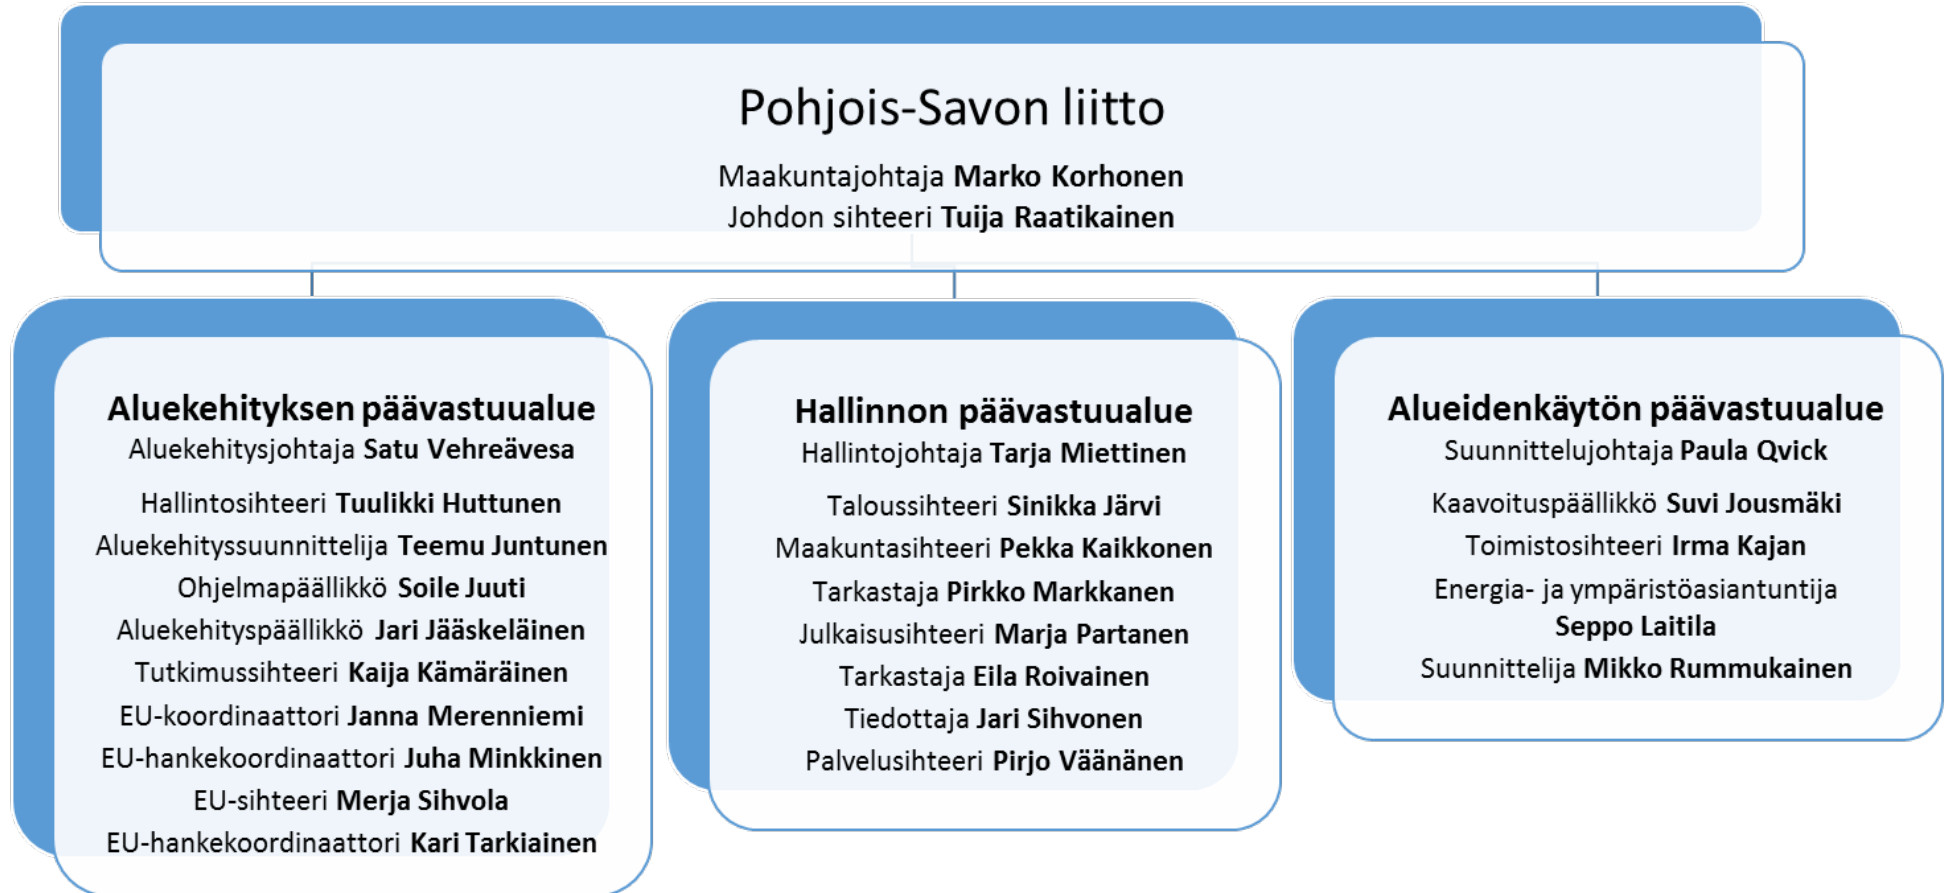 Pohjois-Savon liitto
Maakuntajohtaja Marko Korhonen
Johdon sihteeri Tuija Raatikainen
Aluekehityksen päävastuualue
Aluekehitysjohtaja Satu Vehreävesa
Hallintosihteeri Tuulikki Huttunen
Aluekehityssuunnittelija Teemu Juntunen
Ohjelmapäällikkö Soile Juuti
Aluekehityspäällikkö Jari Jääskeläinen
Tutkimussihteeri Kaija Kämäräinen
EU-koordinaattori Janna Merenniemi
EU-hankekoordinaattori Juha Minkkinen
EU-sihteeri Merja Sihvola
EU-hankekoordinaattori Kari Tarkiainen
Hallinnon päävastuualue
Hallintojohtaja Tarja Miettinen
Taloussihteeri Sinikka Järvi
Maakuntasihteeri Pekka Kaikkonen
Tarkastaja Pirkko Markkanen
Julkaisusihteeri Marja Partanen
Tarkastaja Eila Roivainen
Tiedottaja Jari Sihvonen
Palvelusihteeri Pirjo Väänänen
Alueidenkäytön päävastuualue
Suunnittelujohtaja Paula Qvick
Kaavoituspäällikkö Suvi Jousmäki
Toimistosihteeri Irma Kajan
Energia- ja ympäristöasiantuntija
Seppo Laitila
Suunnittelija Mikko Rummukainen